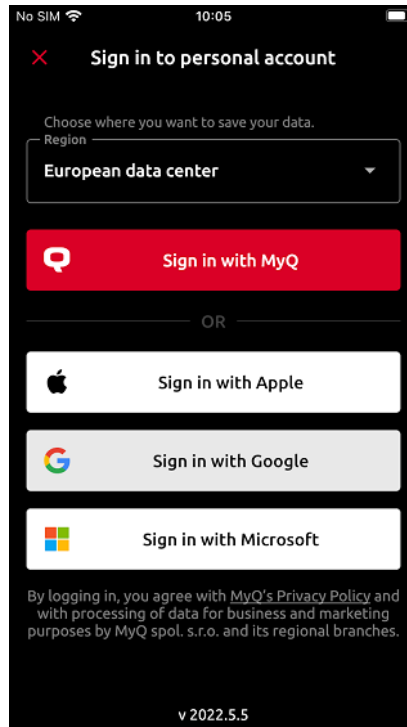 No SIM 10:05
Sign in to personal account
Choose where you want to save your data.
Region
European data center
Sign in with MyQ
OR
Sign in with Apple
Sign in with Google
Sign in with Microsoft
By logging in, you agree with MyQ's Privacy Policy and
with processing of data for business and marketing
purposes by MyQ spol. s.r.o. and its regional branches.
v 2022.5.5